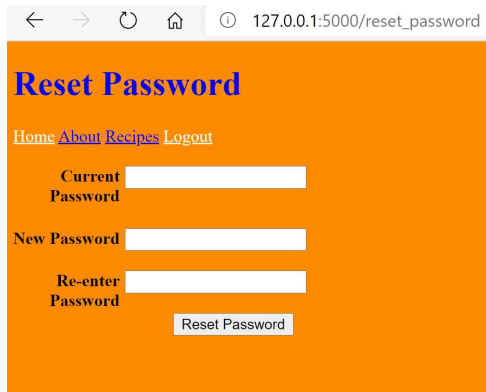 127.0.0.1:5000/reset_password
Reset Password
Home About Recipes Logout
Current
Password
New Password
Re-enter
Password
Reset Password